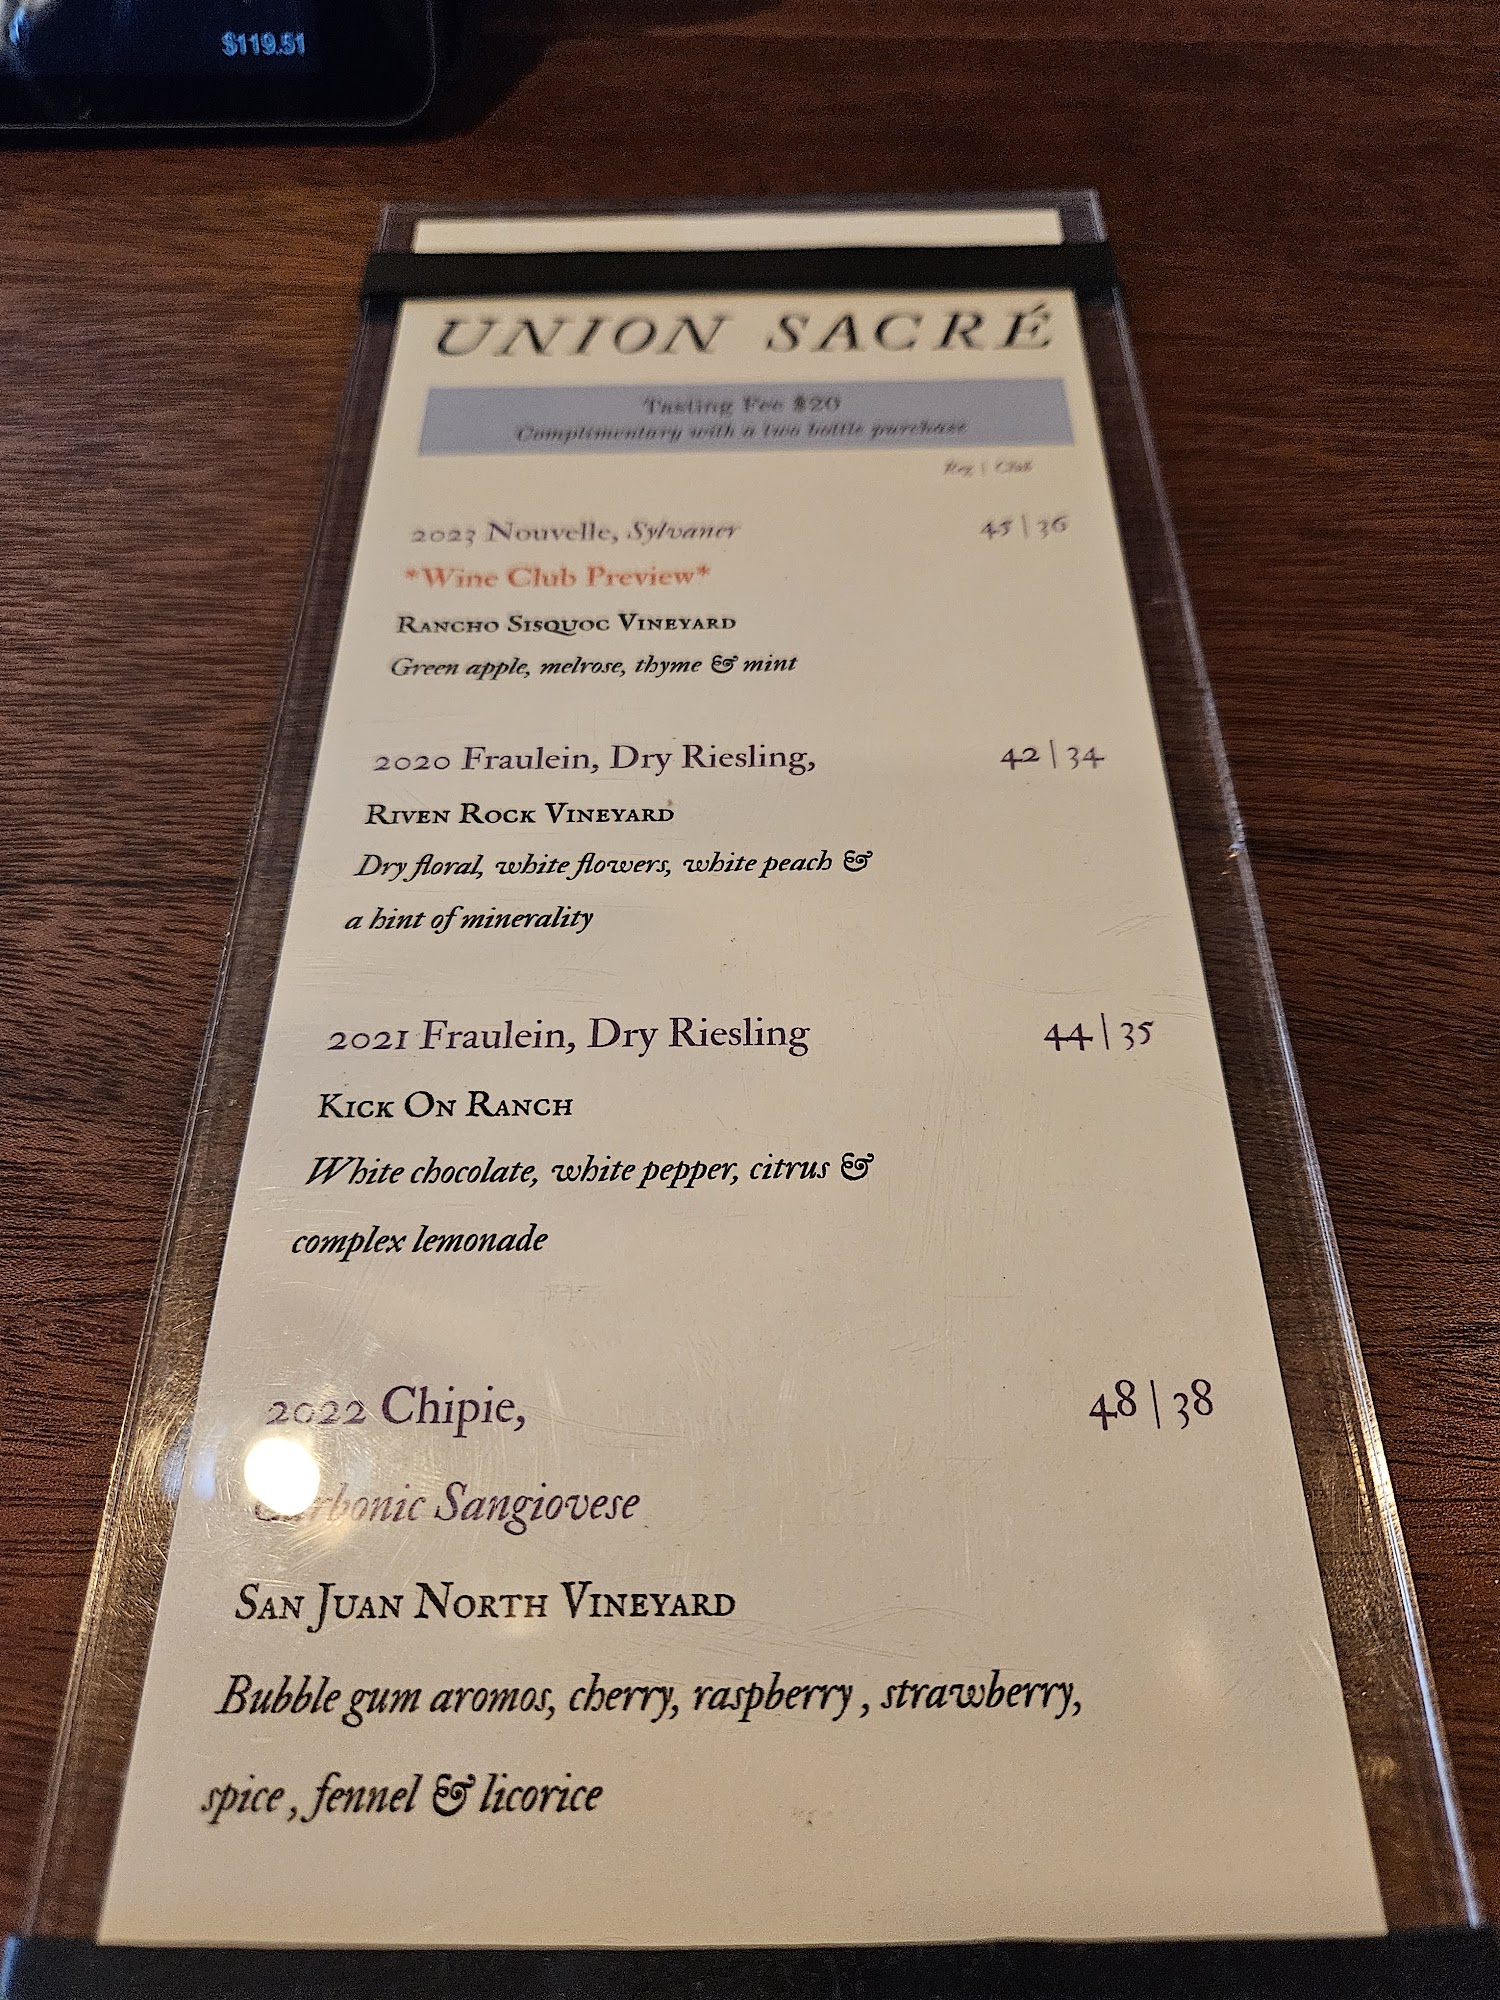 $119.51
UNION SACRÉ
Tasting Fee $20
Complimentary with a two bottle purchase
Reg | Club
2023 Nouvelle, Sylvaner 45 | 36
*Wine Club Preview*
RANCHO SISQUOC VINEYARD
Green apple, melrose, thyme & mint
2020 Fraulein, Dry Riesling, 42 | 34
RIVEN ROCK VINEYARD
Dry floral, white flowers, white peach &
a hint of minerality
2021 Fraulein, Dry Riesling 44 | 35
KICK ON RANCH
White chocolate, white pepper, citrus &
complex lemonade
2022 Chipie, 48 | 38
Carbonic Sangiovese
SAN JUAN NORTH VINEYARD
Bubble gum aromos, cherry, raspberry , strawberry,
spice , fennel & licorice